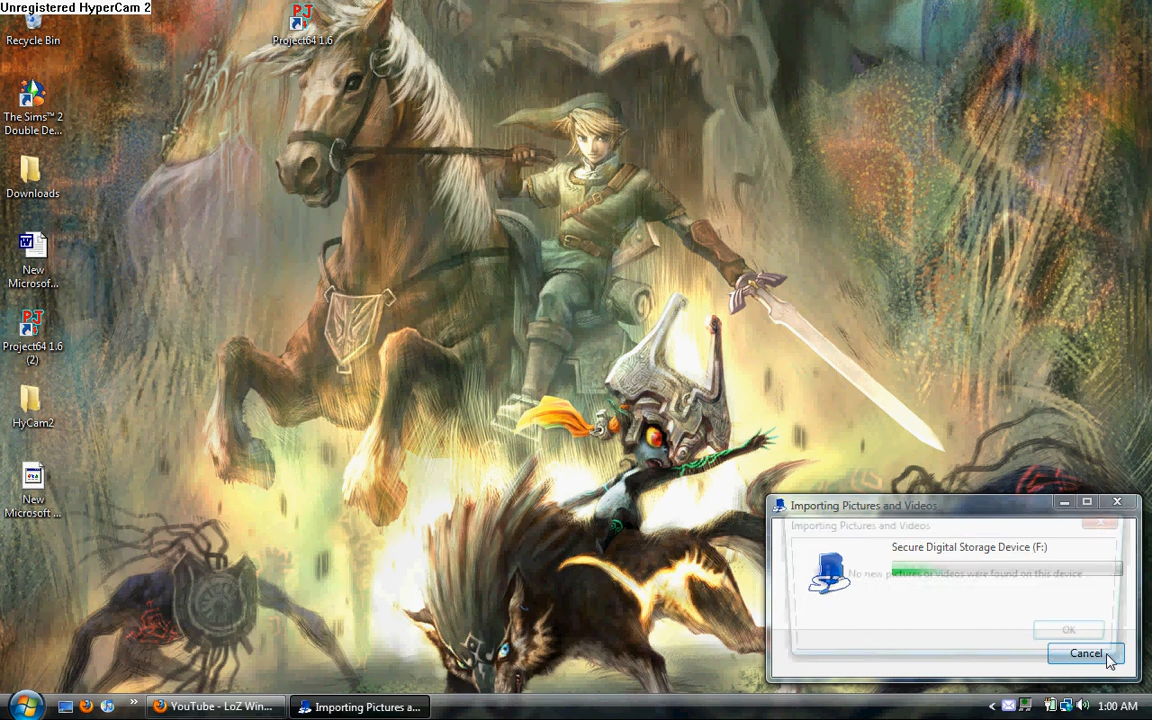 Unregistered HyperCam 2
Recycle Bin
PJ
Project64 1.6
The Sims™ 2
Double De...
Downloads
W
New
Microsof...
PJ
Project64 1.6
(2)
HyCam2
New
Microsoft ...
Importing Pictures and Videos
Importing Pictures and Videos
Secure Digital Storage Device (F:)
No new pictures or videos were found on this device
OK
Cancel
YouTube - LoZ Win...
Importing Pictures a...
1:00 AM